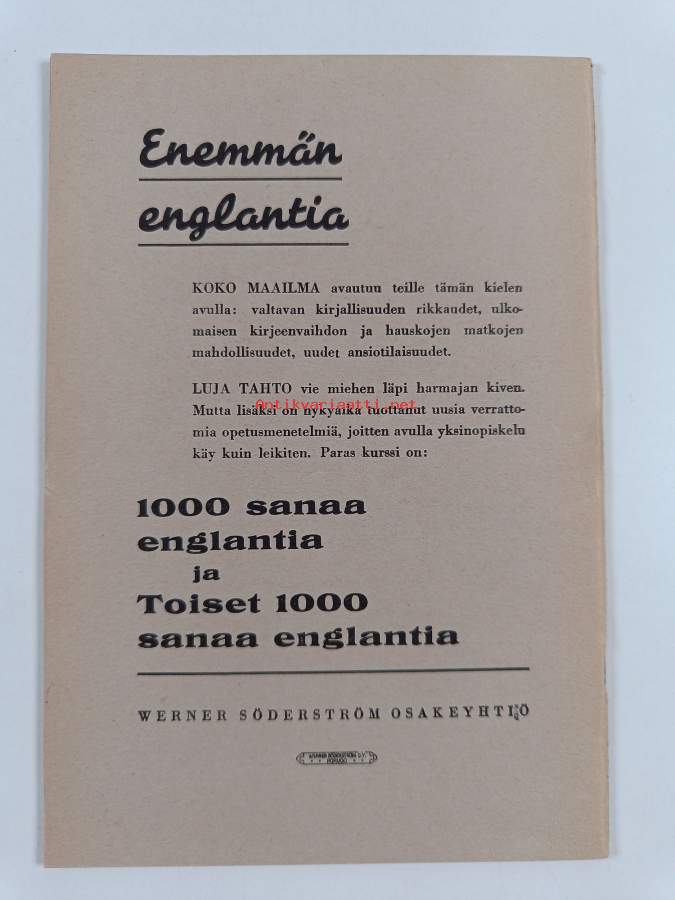 Enemmän
englantia
KOKO MAAILMA avautuu teille tämän kielen
avulla: valtavan kirjallisuuden rikkaudet, ulko-
maisen kirjeenvaihdon ja hauskojen matkojen
mahdollisuudet, uudet ansiotilaisuudet.
LUJA TAHTO vie miehen läpi harmajan kiven.
Antikvariaatti.net
Mutta lisäksi on nykyaika tuottanut uusia verratto-
mia opetusmenetelmiä, joitten avulla yksinopiskelu
käy kuin leikiten. Paras kurssi on:
1000 sanaa
englantia
ja
Toiset 1000
sanaa englantia
WERNER SÖDERSTRÖM OSAKEYHTIÖ
WERNER SÖDERSTRÖM O.Y.
PORVOO